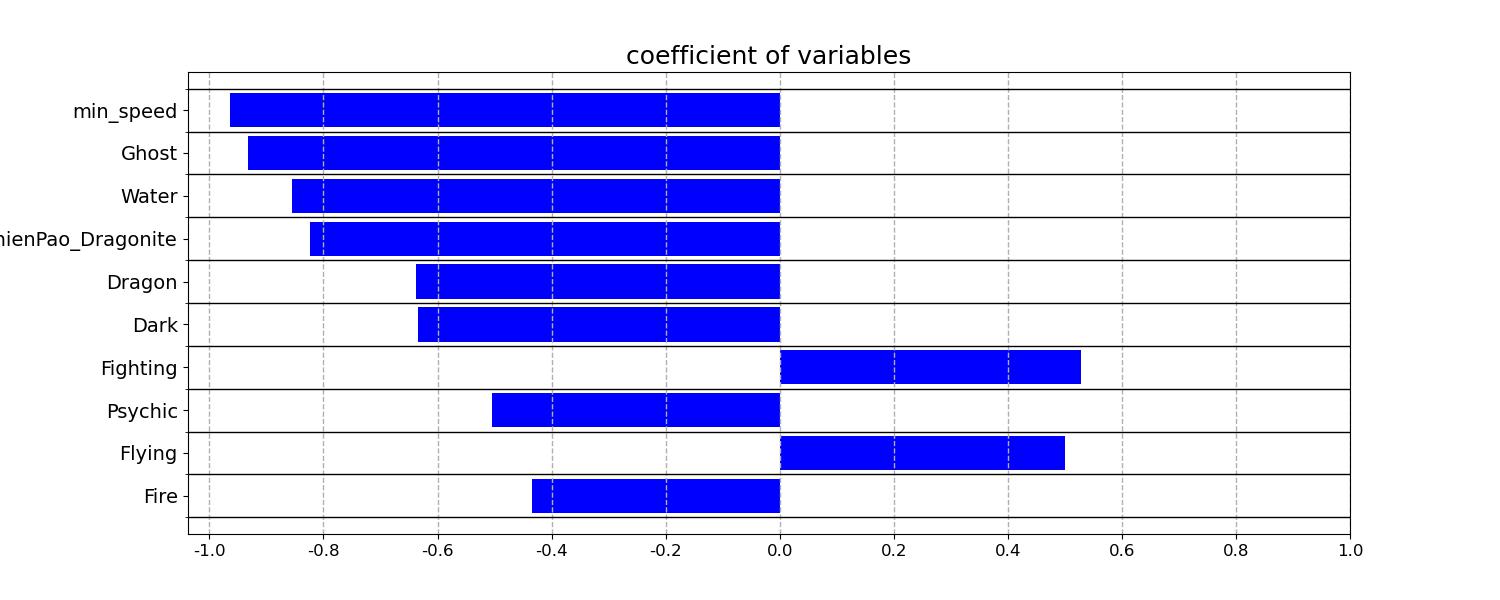 coefficient of variables
min_speed
Ghost
Water
ienPao_Dragonite
Dragon
Dark
Fighting
Psychic
Flying
Fire
-1.0 -0.8 -0.6 -0.4 -0.2 0.0 0.2 0.4 0.6 0.8 1.0